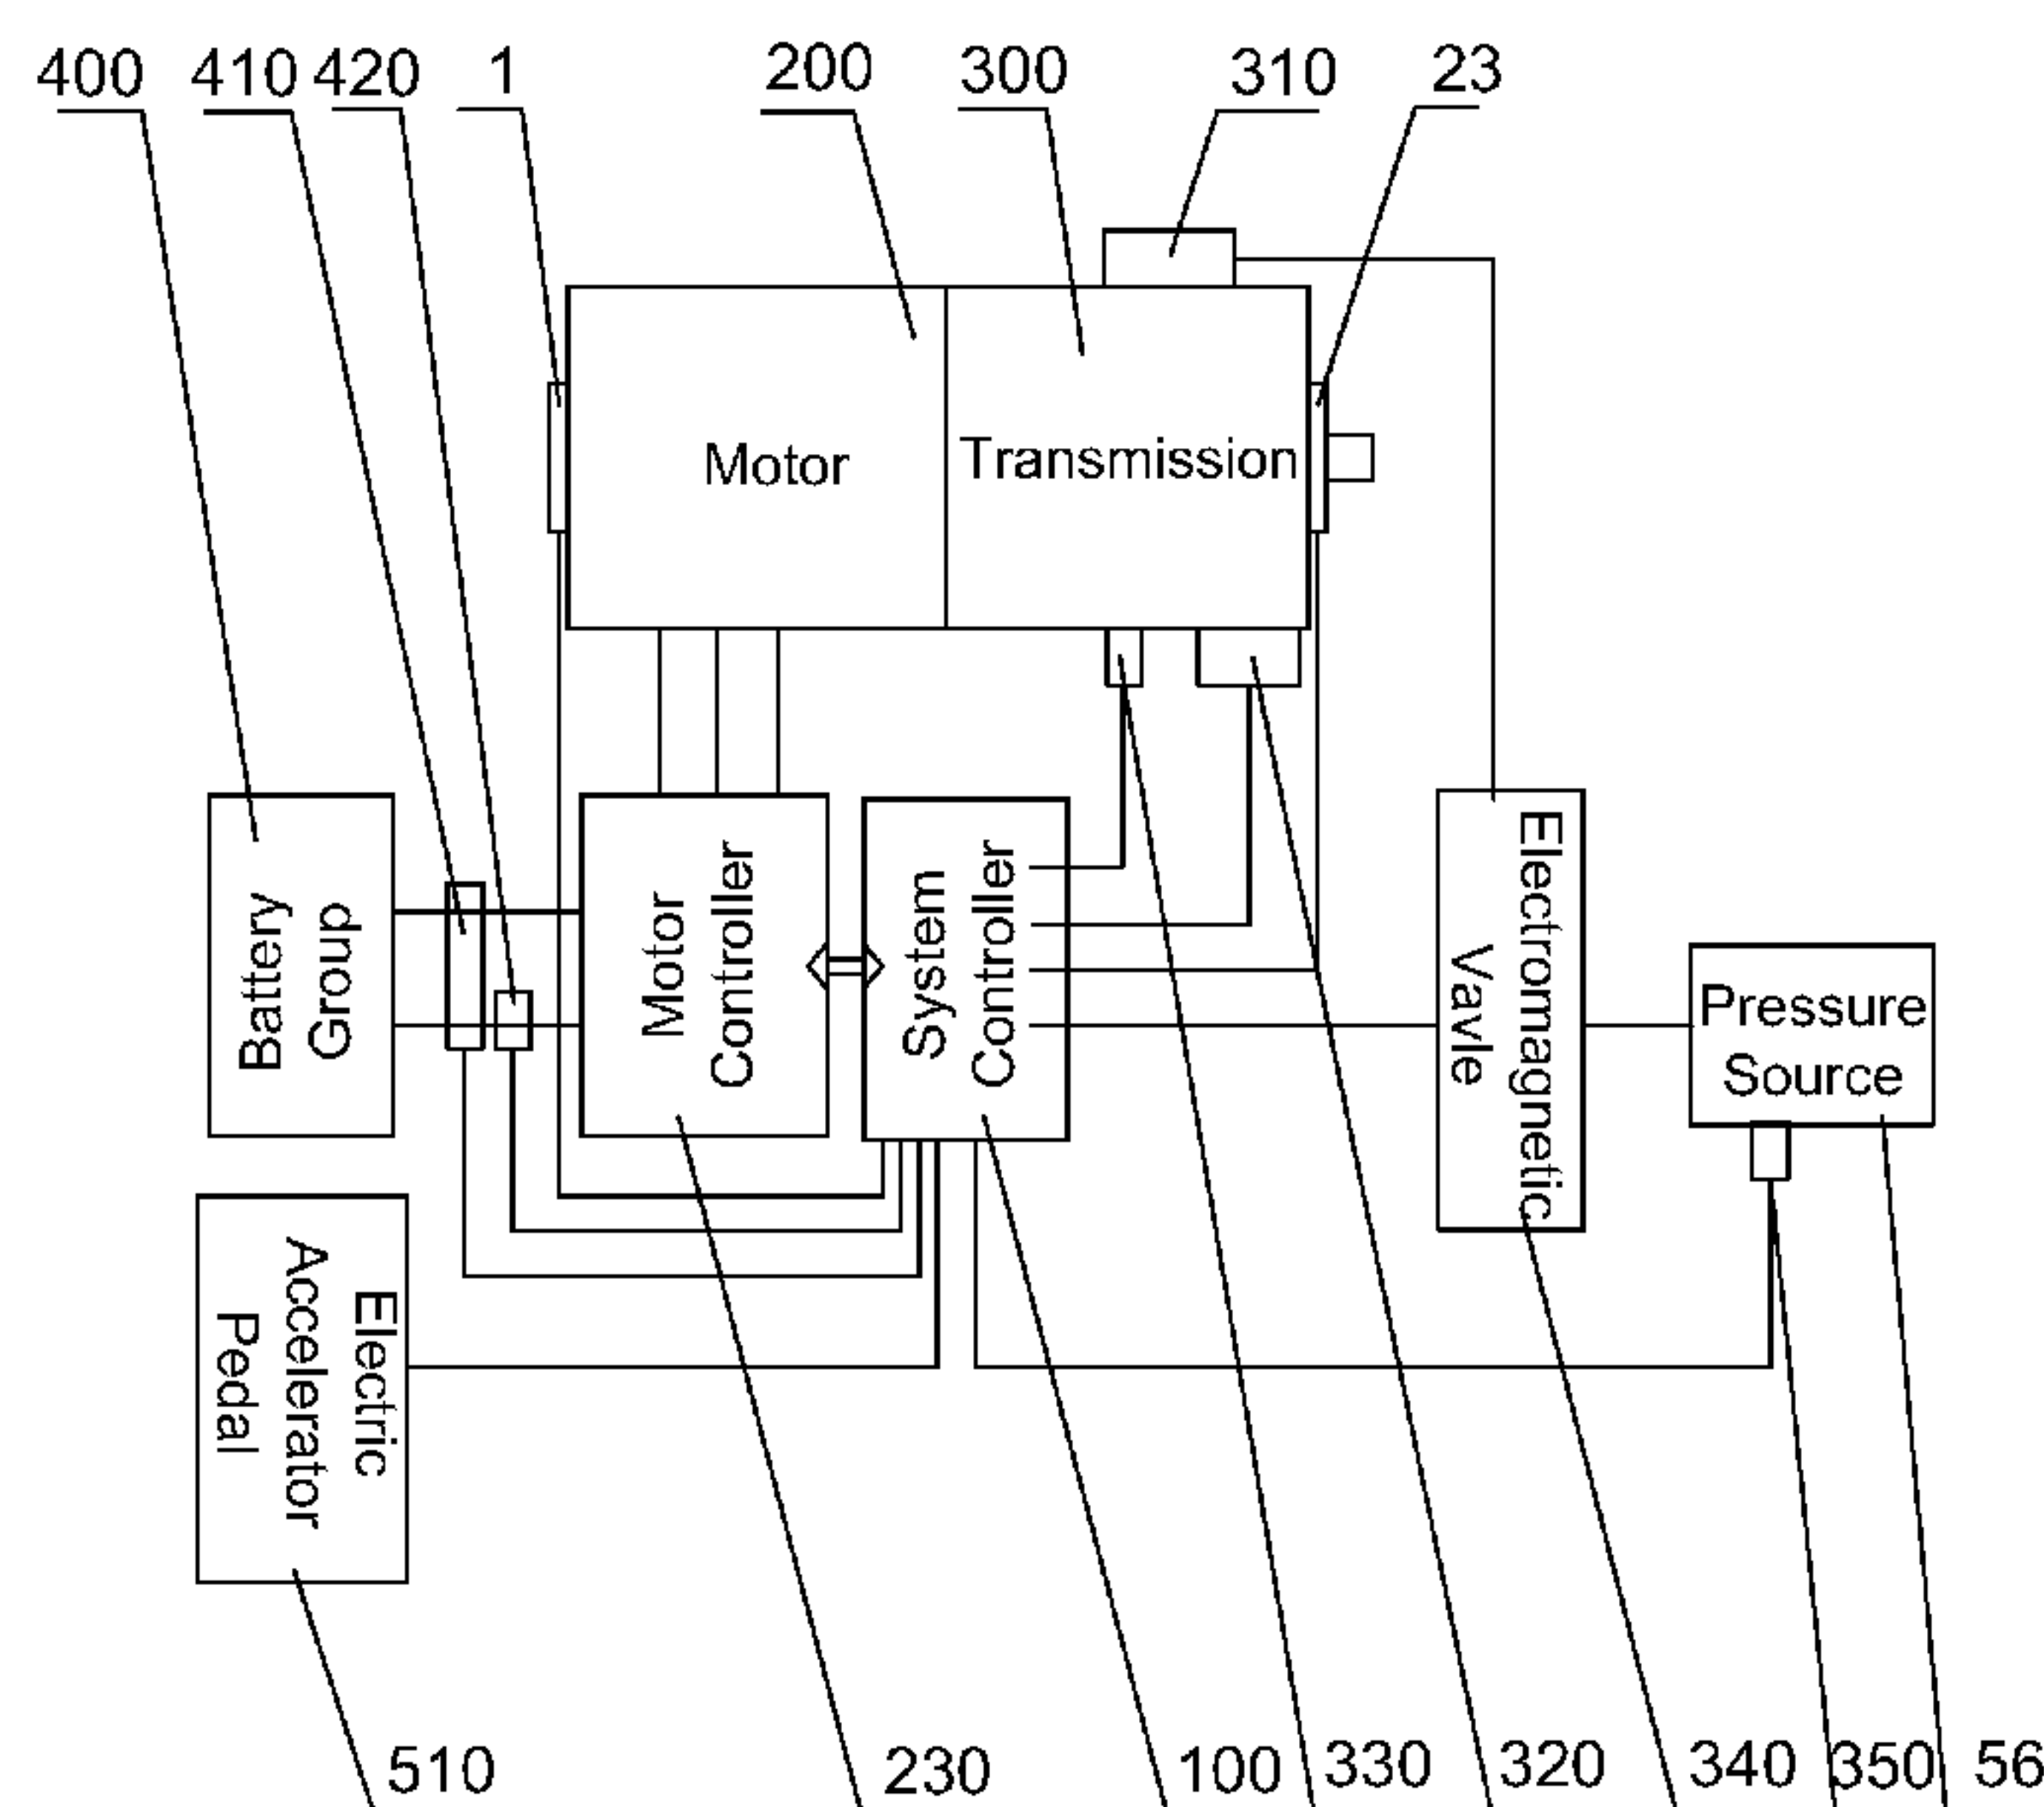 400
410
420
1
200
300
310
23
Motor
Transmission
Battery
Group
Motor
Controller
System
Controller
Electromagnetic
Vavle
Pressure
Source
Electric
Accelerator
Pedal
510
230
100
330
320
340
350
56